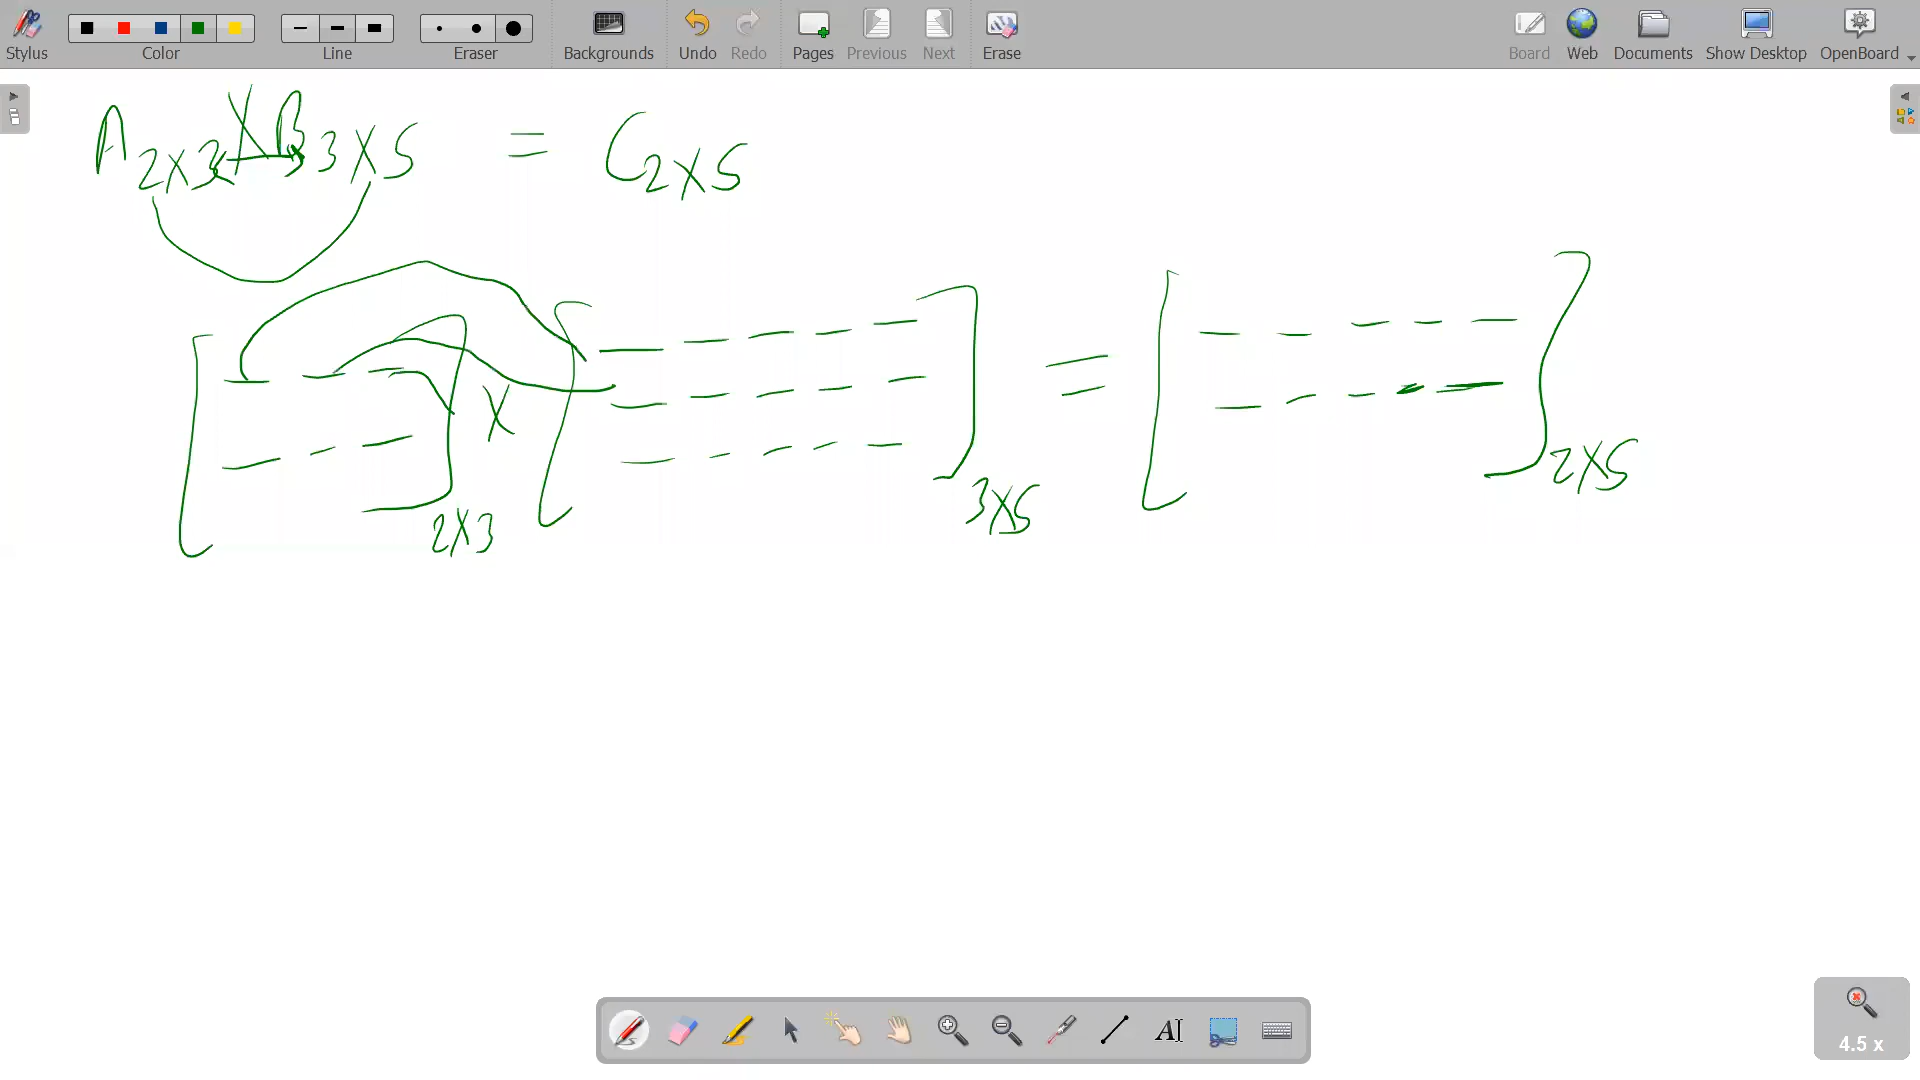 Stylus Color Line Eraser Backgrounds Undo Redo Pages Previous Next Erase Board Web Documents Show Desktop OpenBoard
A2x3 X B3x5 = C2x5
[ _ _ _ ] X [ _ _ _ _ _ ] = [ _ _ _ _ _ ]
2x3 3x5 2x5
4.5 x